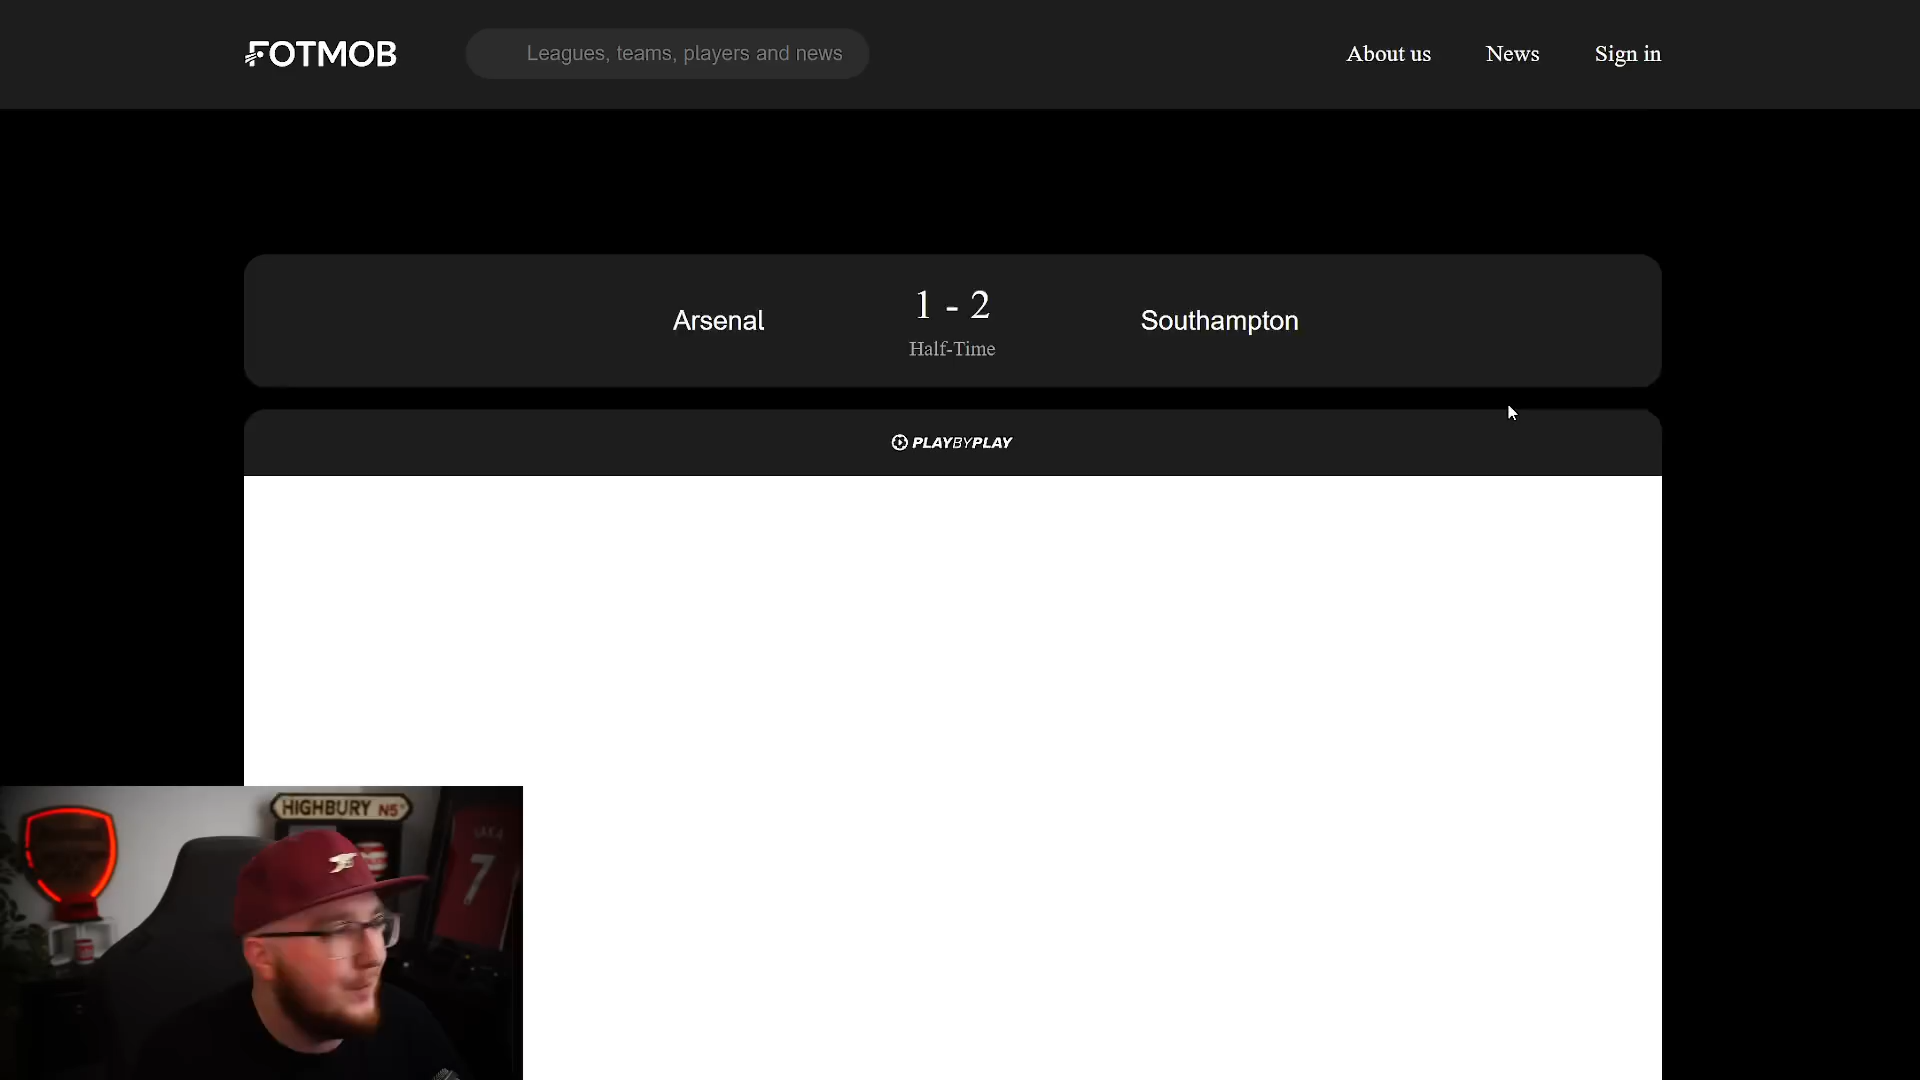 FOTMOB
Leagues, teams, players and news
About us
News
Sign in
Arsenal
1 - 2
Southampton
Half-Time
PLAYBYPLAY
HIGHBURY N5
SAKA
7